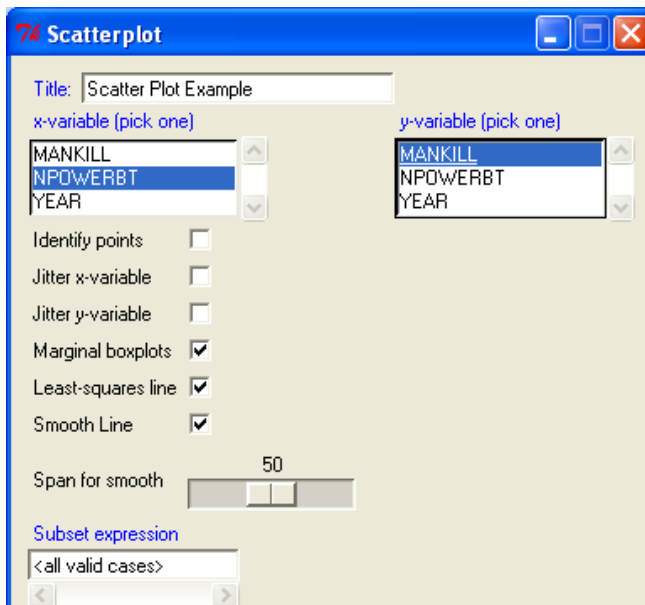 Scatterplot
Title: Scatter Plot Example
x-variable (pick one) y-variable (pick one)
MANKILL MANKILL
NPOWERBT NPOWERBT
YEAR YEAR
Identify points
Jitter x-variable
Jitter y-variable
Marginal boxplots
Least-squares line
Smooth Line
50
Span for smooth
Subset expression
<all valid cases>